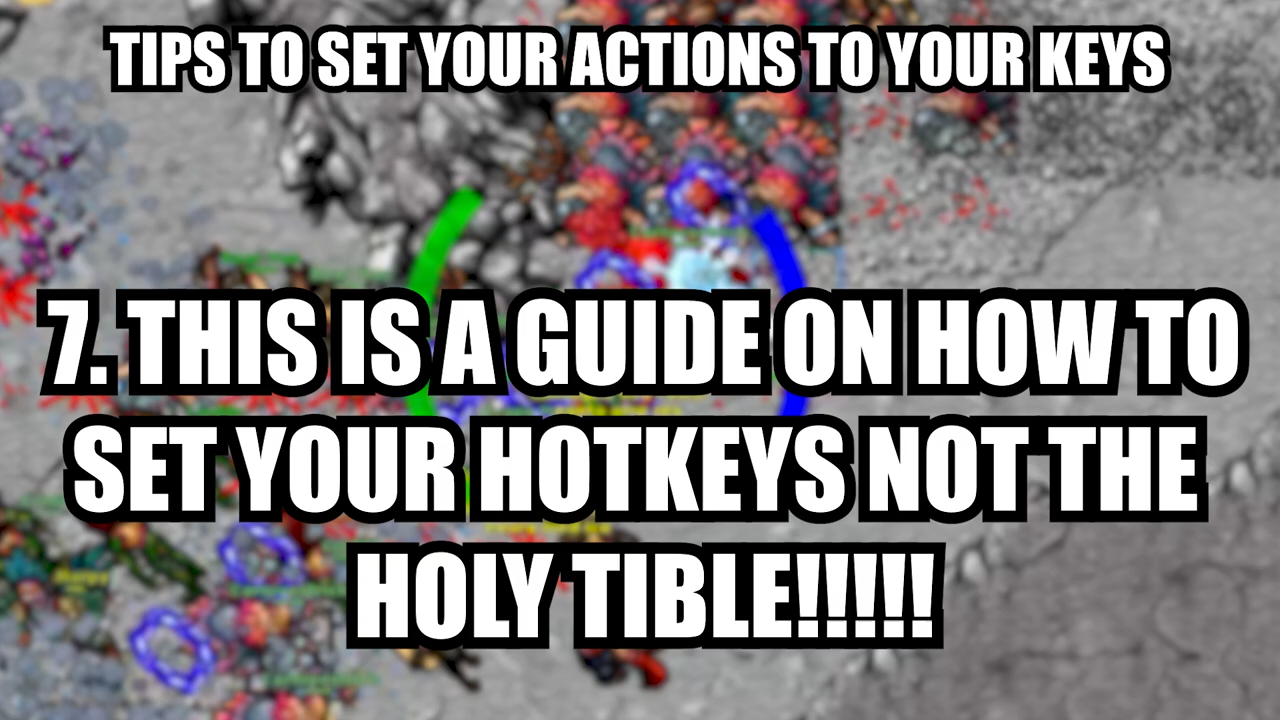 TIPS TO SET YOUR ACTIONS TO YOUR KEYS
7. THIS IS A GUIDE ON HOW TO
SET YOUR HOTKEYS NOT THE
HOLY TIBLE!!!!!